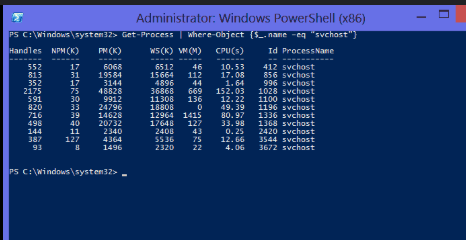 Administrator: Windows PowerShell (x86)
PS C:\Windows\system32> Get-Process | Where-Object {$_.name -eq "svchost"}
Handles NPM(K) PM(K) WS(K) VM(M) CPU(s) Id ProcessName
------- ------ ----- ----- ----- ------ -- -----------
552 17 6068 6512 46 10.53 412 svchost
813 31 19584 15664 112 17.08 856 svchost
352 17 3144 4896 44 1.64 996 svchost
2175 75 48828 36868 669 152.03 1028 svchost
591 30 9912 11308 136 12.22 1100 svchost
820 33 24796 18808 0 49.39 1196 svchost
716 39 14628 12964 1415 80.97 1336 svchost
498 40 20732 17648 127 33.98 1368 svchost
144 11 2340 2408 43 0.25 2420 svchost
387 127 4364 5536 75 12.66 3544 svchost
93 8 1496 2320 22 4.06 3672 svchost
PS C:\Windows\system32> _